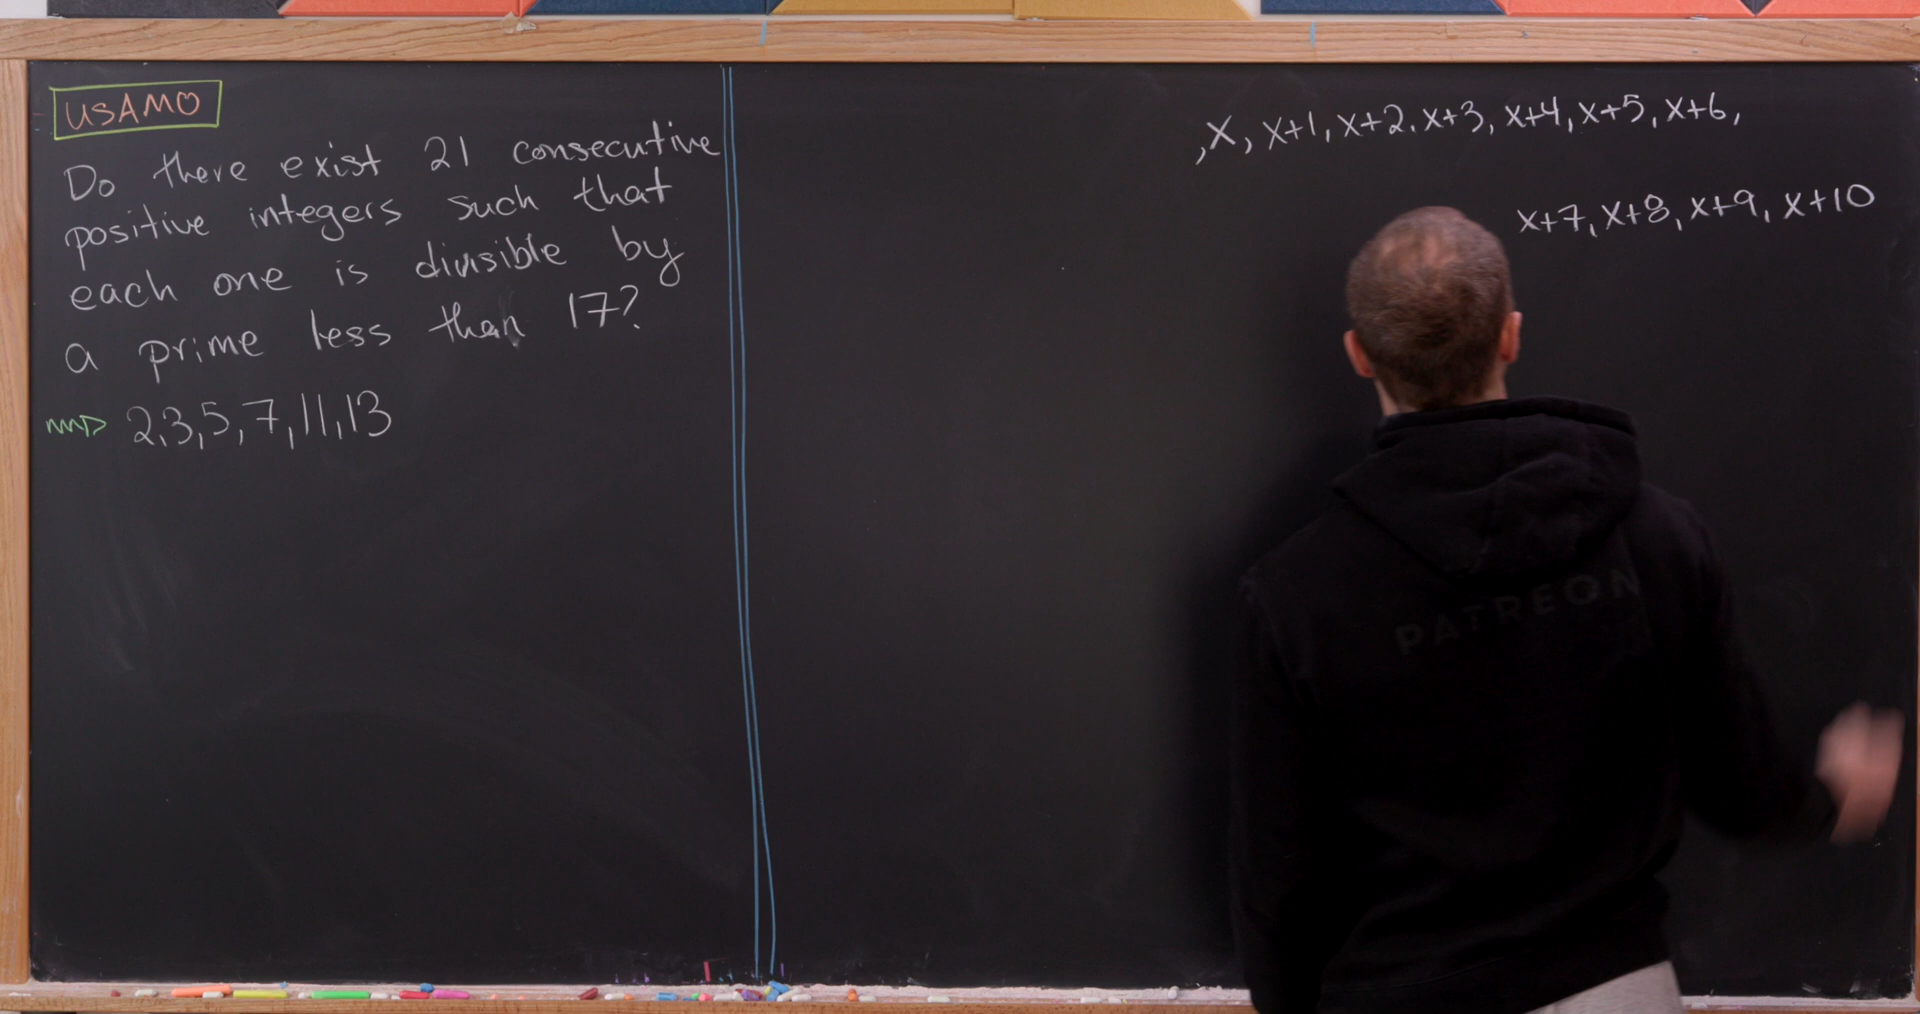 USAMO
Do there exist 21 consecutive
positive integers such that
each one is divisible by
a prime less than 17?
2,3,5,7,11,13
,x, x+1, x+2, x+3, x+4, x+5, x+6,
x+7, x+8, x+9, x+10
PATREON